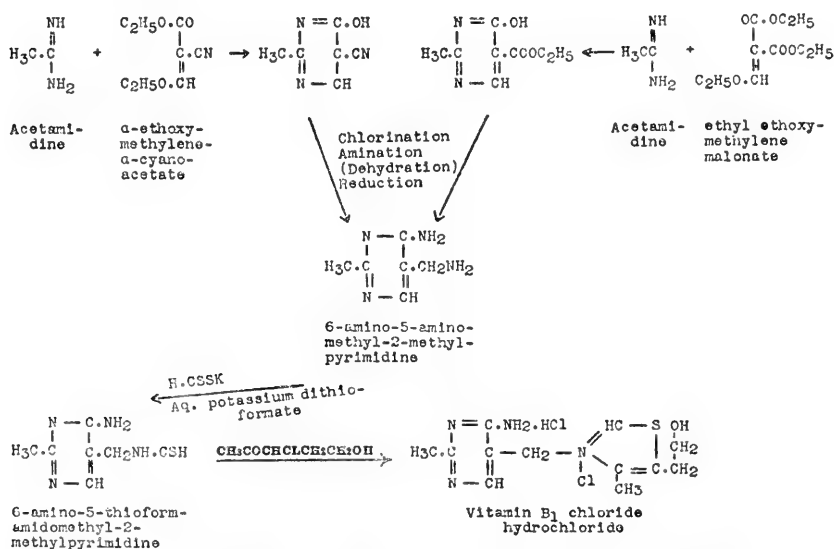 NH
H3C.C
NH2
+
C2H5O.CO
C.CN
C2H5O.CH
N = C.OH
H3C.C C.CN
N — CH
N = C.OH
H3C.C C.COOC2H5
N — CH
NH
H3C.C
NH2
+
OC.OC2H5
C.COOC2H5
H
C2H5O.CH
Acetami-
dine
α-ethoxy-
methylene-
α-cyano-
acetate
Acetami-
dine
ethyl ethoxy-
methylene
malonate
Chlorination
Amination
(Dehydration)
Reduction
N — C.NH2
H3C.C C.CH2NH2
N — CH
6-amino-5-amino-
methyl-2-methyl-
pyrimidine
H.CSSK
Aq. potassium dithio-
formate
N — C.NH2
H3C.C C.CH2NH.CSH
N — CH
CH3COCHCLCH2CH2OH
N = C.NH2.HCl
H3C.C C — CH2 — N
N — CH
HC S
OH
CH2
C = C — CH2
Cl
CH3
6-amino-5-thioform-
amidomethyl-2-
methylpyrimidine
Vitamin B1 chloride
hydrochloride